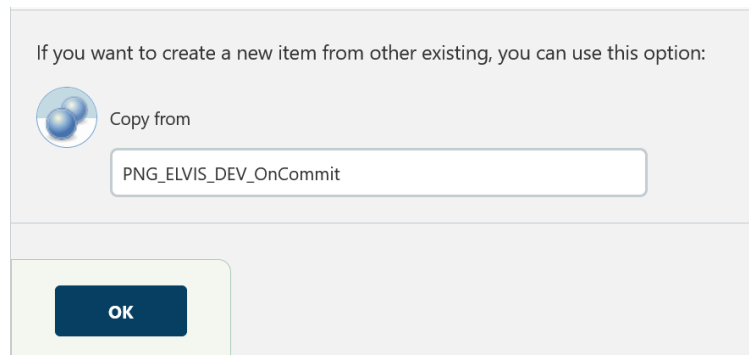 If you want to create a new item from other existing, you can use this option:
Copy from
PNG_ELVIS_DEV_OnCommit
OK